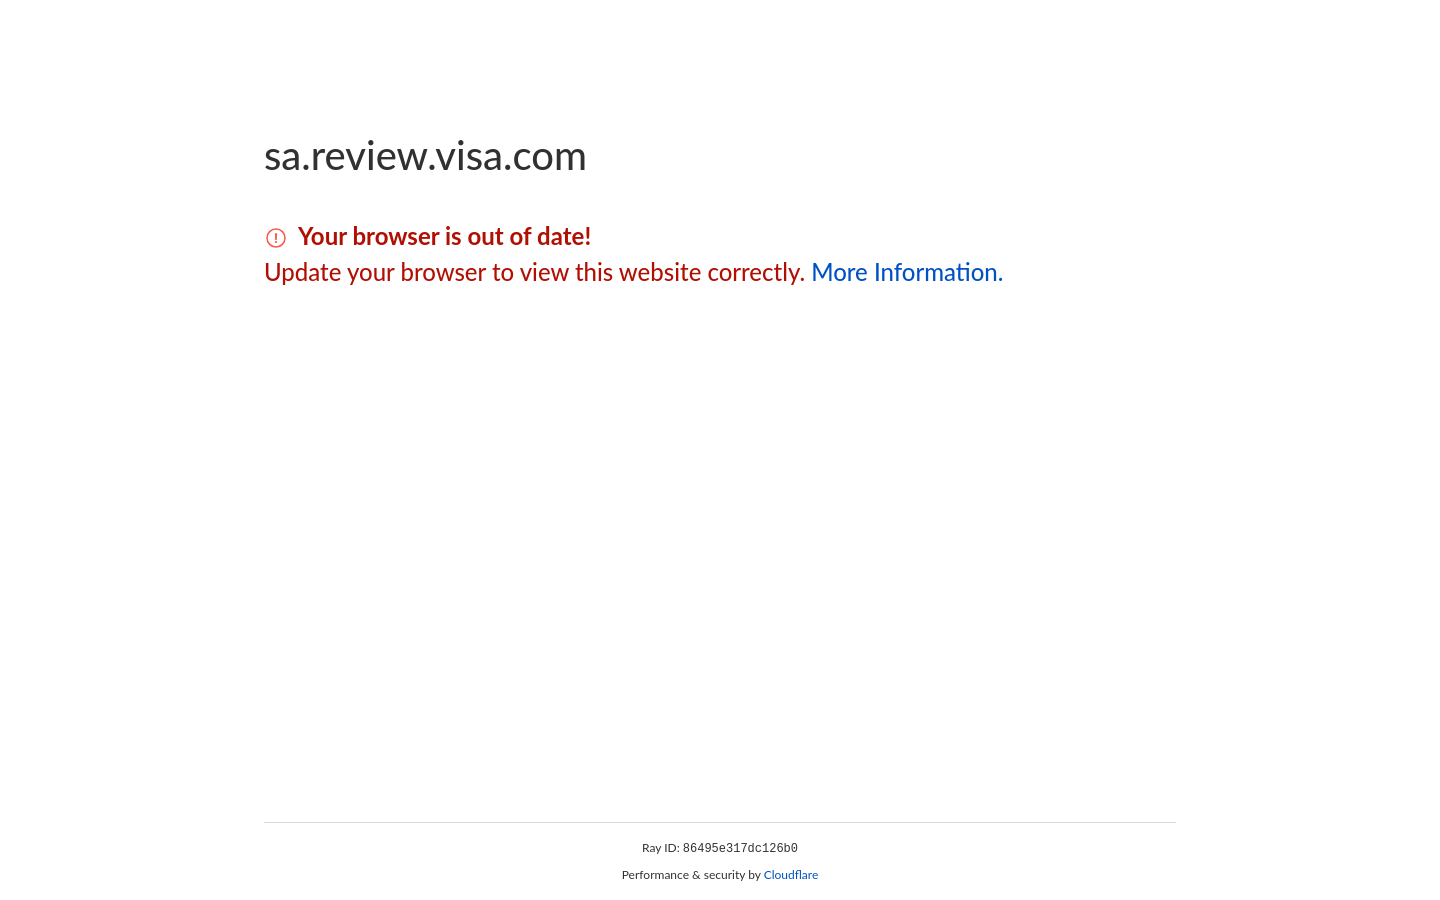 sa.review.visa.com
Your browser is out of date!
Update your browser to view this website correctly. More Information.
Ray ID: 86495e317dc126b0
Performance & security by Cloudflare